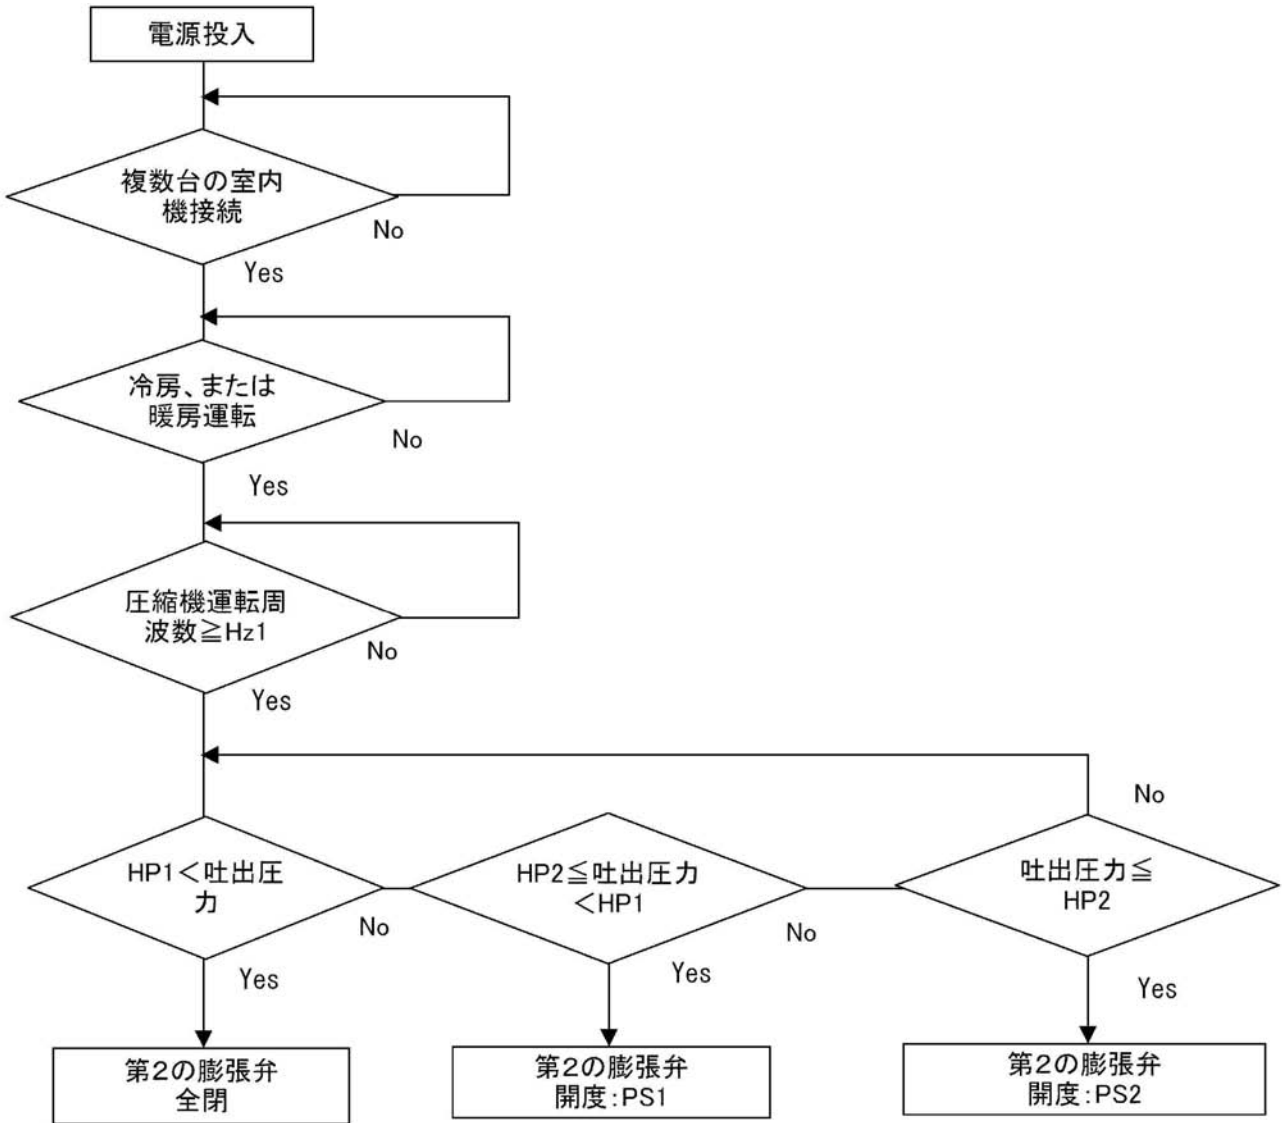 電源投入
複数台の室内
機接続
No
Yes
冷房、または
暖房運転
No
Yes
圧縮機運転周
波数≧Hz1
No
Yes
HP1＜吐出圧
力
No
Yes
HP2≦吐出圧力
＜HP1
No
Yes
吐出圧力≦
HP2
No
Yes
第2の膨張弁
全閉
第2の膨張弁
開度:PS1
第2の膨張弁
開度:PS2